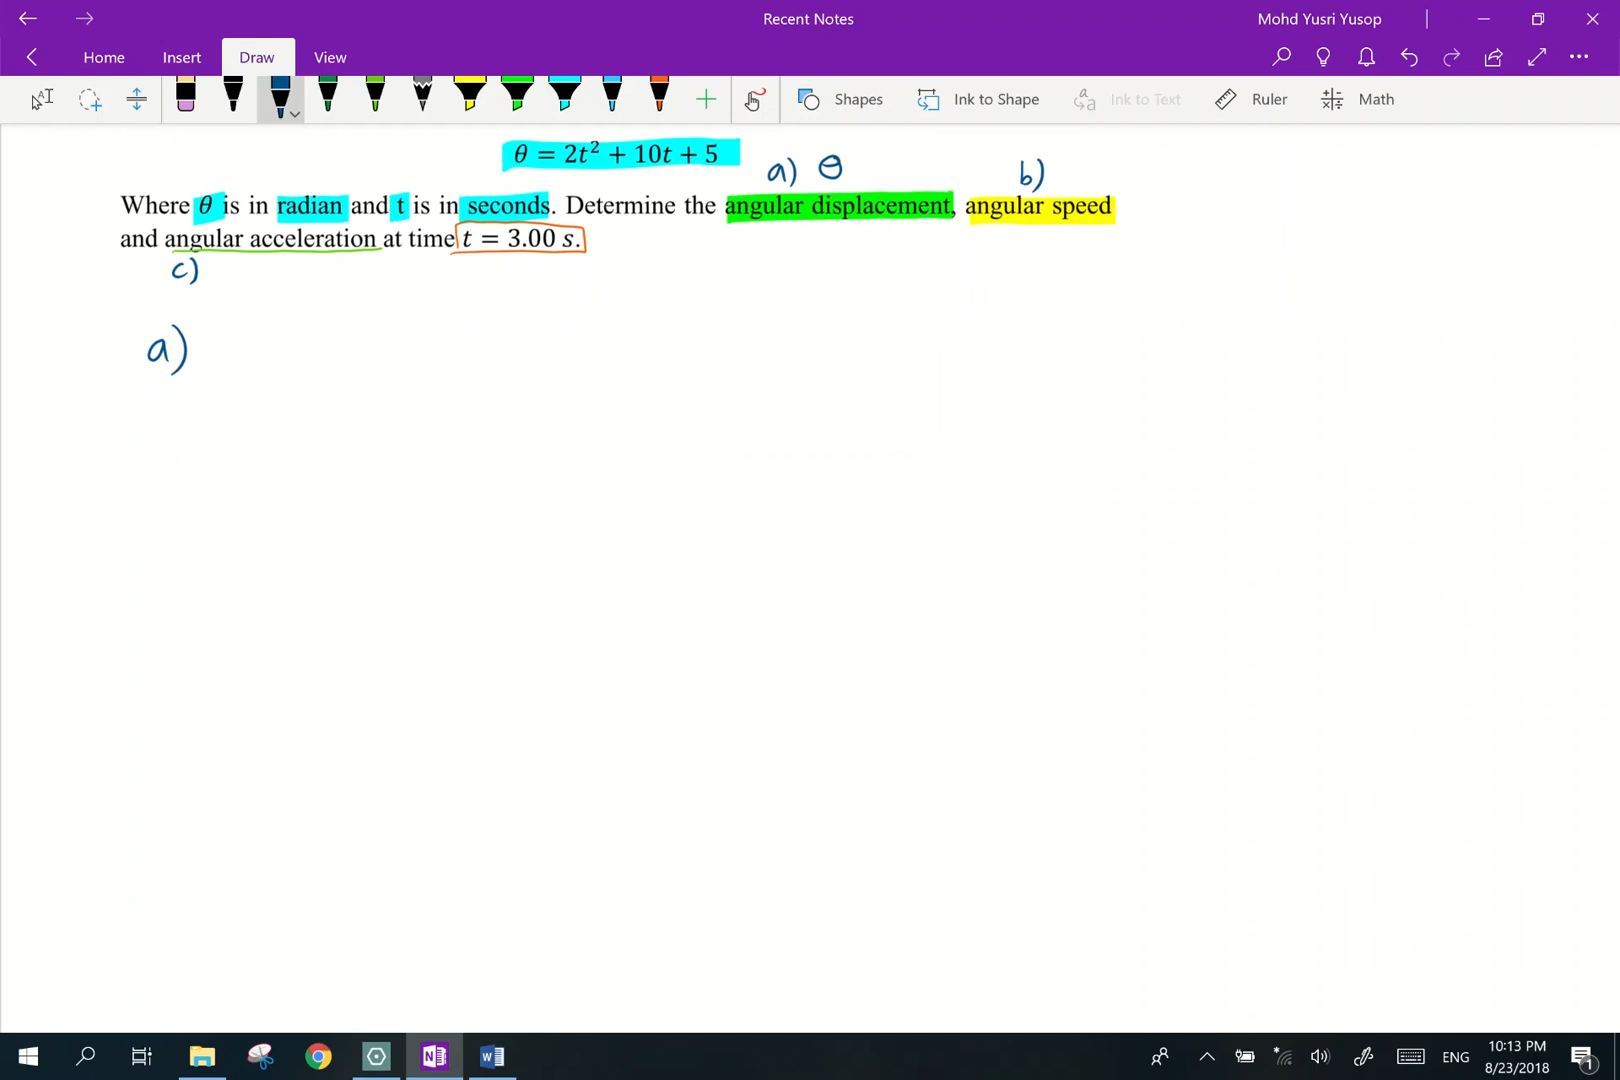 Recent Notes
Mohd Yusri Yusop
Home Insert Draw View
Shapes Ink to Shape Ink to Text Ruler Math
θ = 2t² + 10t + 5
a) θ b)
Where θ is in radian and t is in seconds. Determine the angular displacement, angular speed
and angular acceleration at time t = 3.00 s.
c)
a)
ENG
10:13 PM
8/23/2018
1